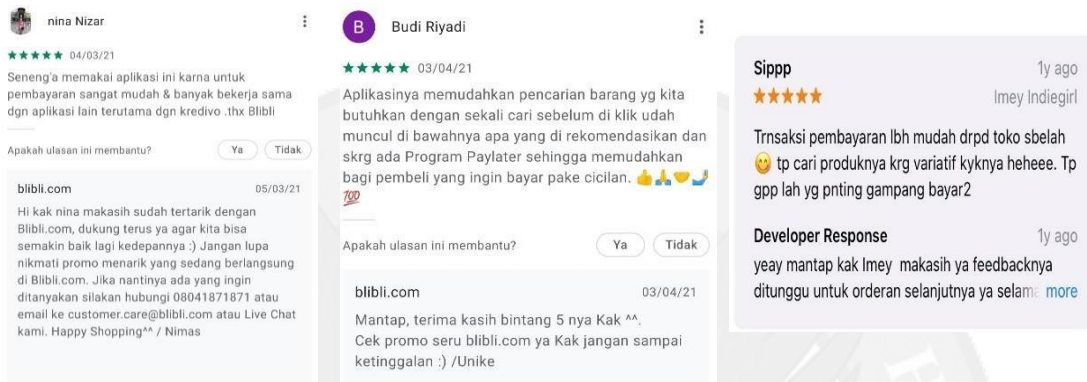 nina Nizar
04/03/21
Seneng'a memakai aplikasi ini karna untuk
pembayaran sangat mudah & banyak bekerja sama
dgn aplikasi lain terutama dgn kredivo .thx Blibli
Apakah ulasan ini membantu?
Ya
Tidak
blibli.com
05/03/21
Hi kak nina makasih sudah tertarik dengan
Blibli.com, dukung terus ya agar kita bisa
semakin baik lagi kedepannya :) Jangan lupa
nikmati promo menarik yang sedang berlangsung
di Blibli.com. Jika nantinya ada yang ingin
ditanyakan silakan hubungi 08041871871 atau
email ke customer.care@blibli.com atau Live Chat
kami. Happy Shopping^^ / Nimas
B
Budi Riyadi
03/04/21
Aplikasinya memudahkan pencarian barang yg kita
butuhkan dengan sekali cari sebelum di klik udah
muncul di bawahnya apa yang di rekomendasikan dan
skrg ada Program Paylater sehingga memudahkan
bagi pembeli yang ingin bayar pake cicilan. 👍🙏🤝🤳
💯
Apakah ulasan ini membantu?
Ya
Tidak
blibli.com
03/04/21
Mantap, terima kasih bintang 5 nya Kak ^^.
Cek promo seru blibli.com ya Kak jangan sampai
ketinggalan :) /Unike
Sippp
1y ago
Imey Indiegirl
Trnsaksi pembayaran lbh mudah drpd toko sbelah
😋 tp cari produknya krg variatif kyknya heheee. Tp
gpp lah yg pnting gampang bayar2
Developer Response
1y ago
yeay mantap kak Imey makasih ya feedbacknya
ditunggu untuk orderan selanjutnya ya selama more